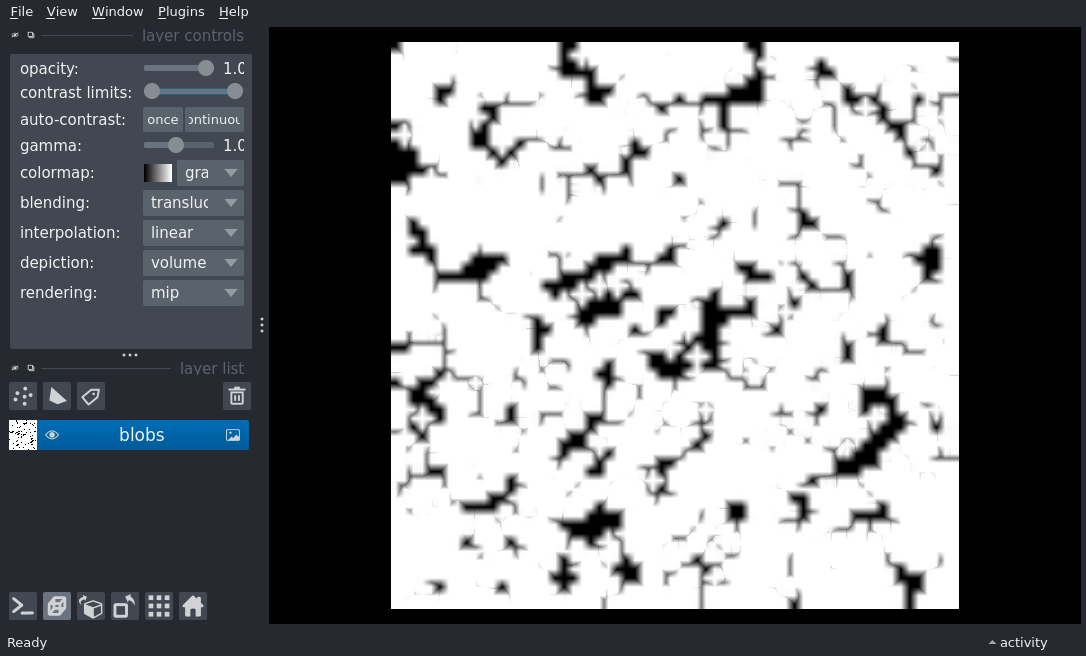 File View Window Plugins Help
layer controls
opacity: 1.0
contrast limits:
auto-contrast: once ontinuou
gamma: 1.0
colormap: gra
blending: transluc
interpolation: linear
depiction: volume
rendering: mip
layer list
blobs
Ready activity